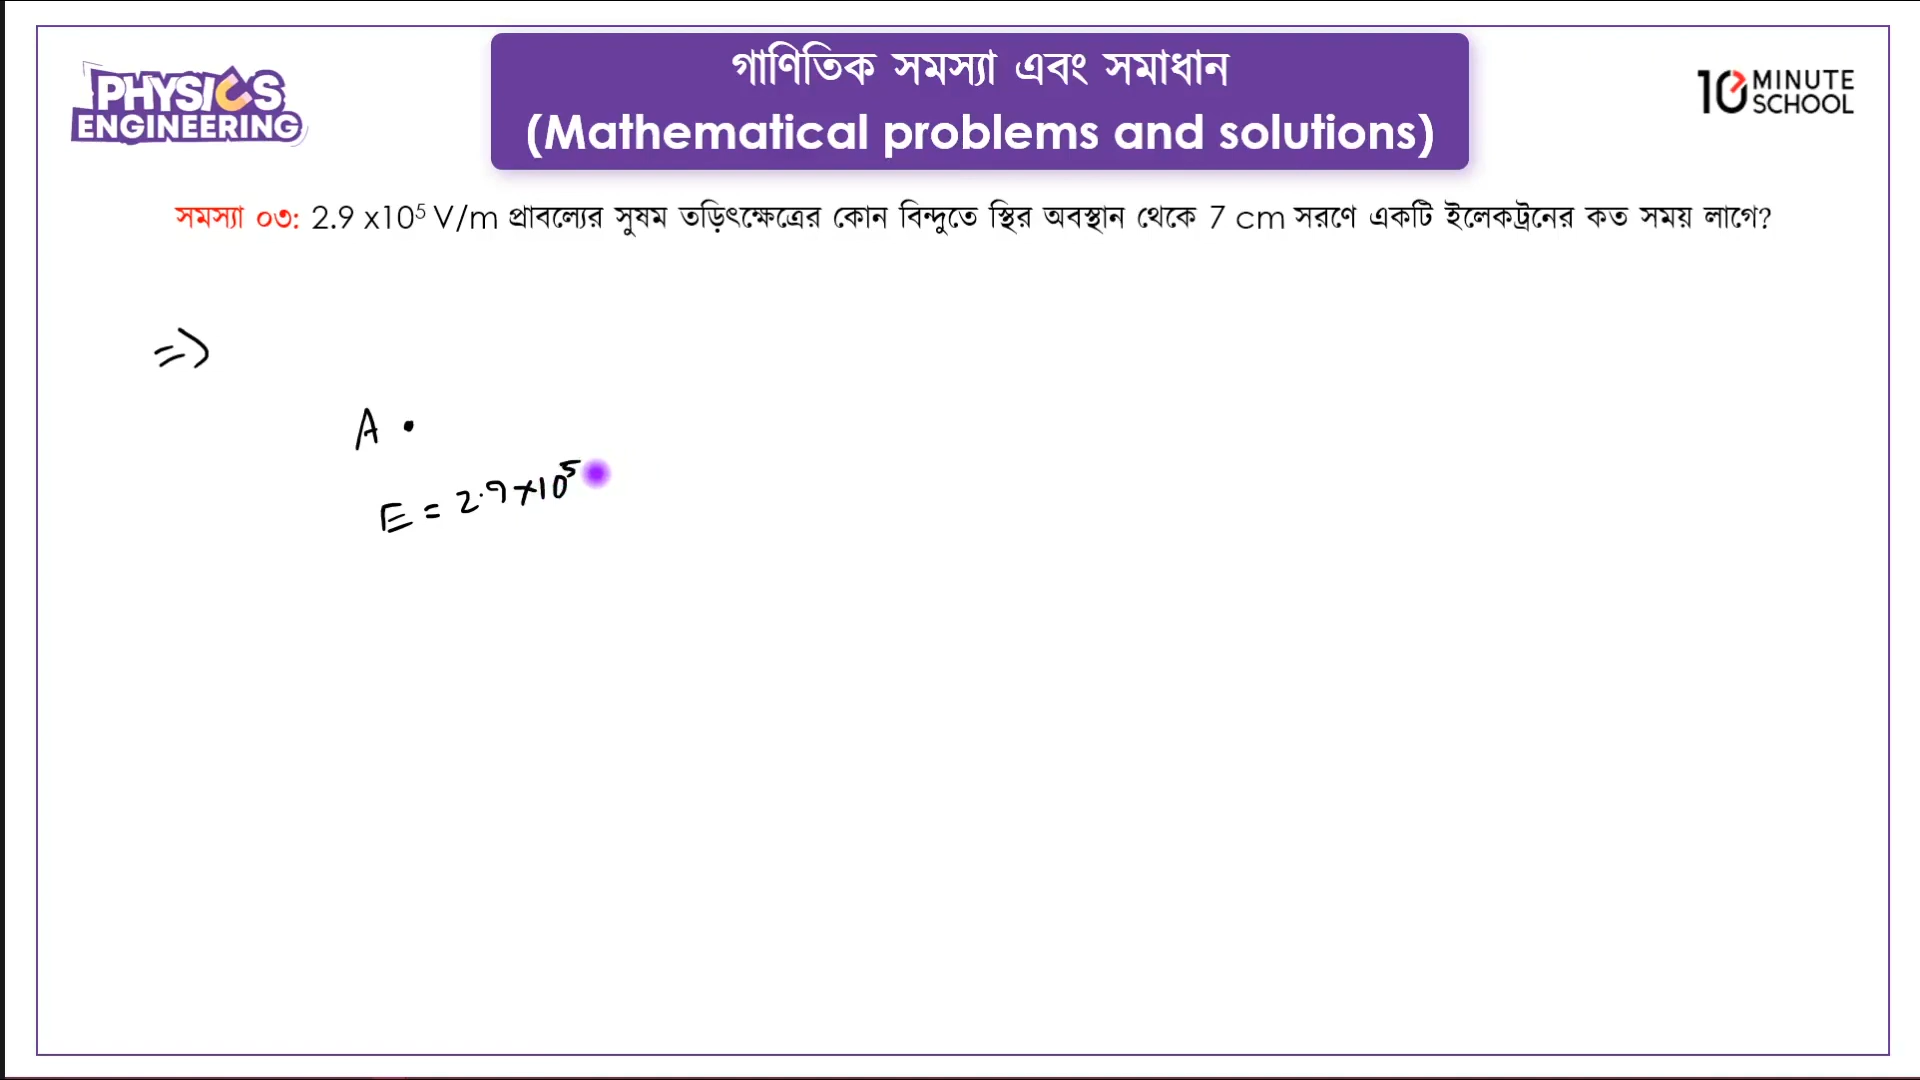 PHYSICS
ENGINEERING
গাণিতিক সমস্যা এবং সমাধান
(Mathematical problems and solutions)
10 MINUTE
SCHOOL
সমস্যা ০৩: 2.9 x10⁵ V/m প্রাবল্যের সুষম তড়িৎক্ষেত্রের কোন বিন্দুতে স্থির অবস্থান থেকে 7 cm সরণে একটি ইলেকট্রনের কত সময় লাগে?
=>
A .
E = 2.9×10⁵